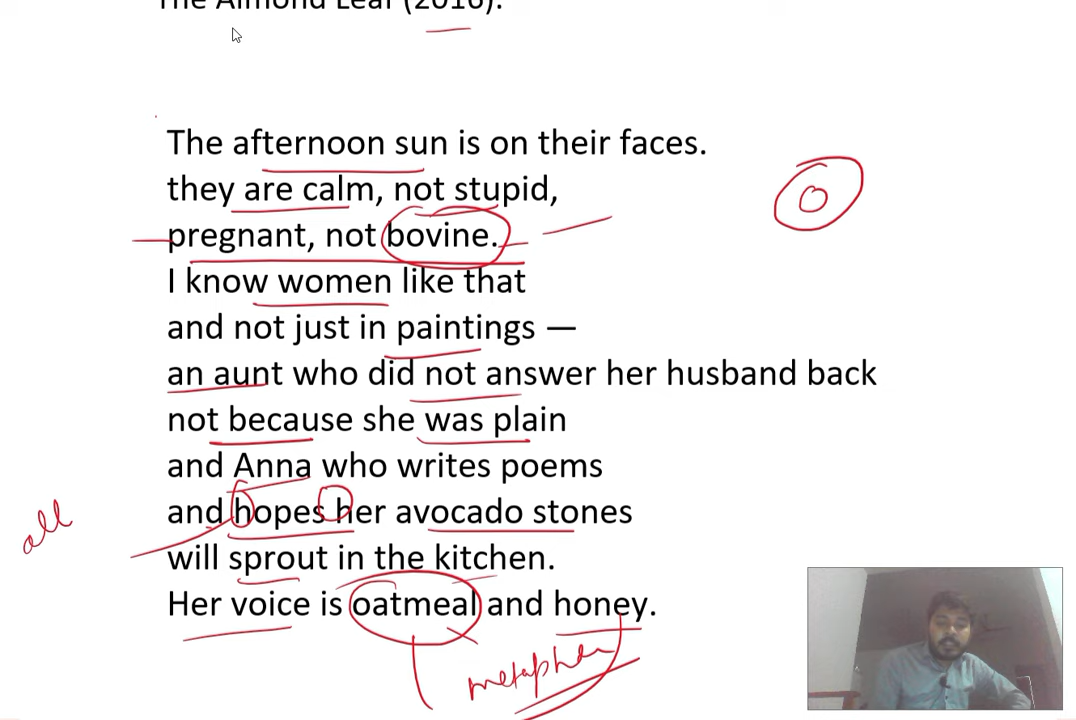 The Almond Leaf (2016).
The afternoon sun is on their faces.
they are calm, not stupid,
pregnant, not bovine.
I know women like that
and not just in paintings —
an aunt who did not answer her husband back
not because she was plain
and Anna who writes poems
and hopes her avocado stones
all
will sprout in the kitchen.
Her voice is oatmeal and honey.
metaphor